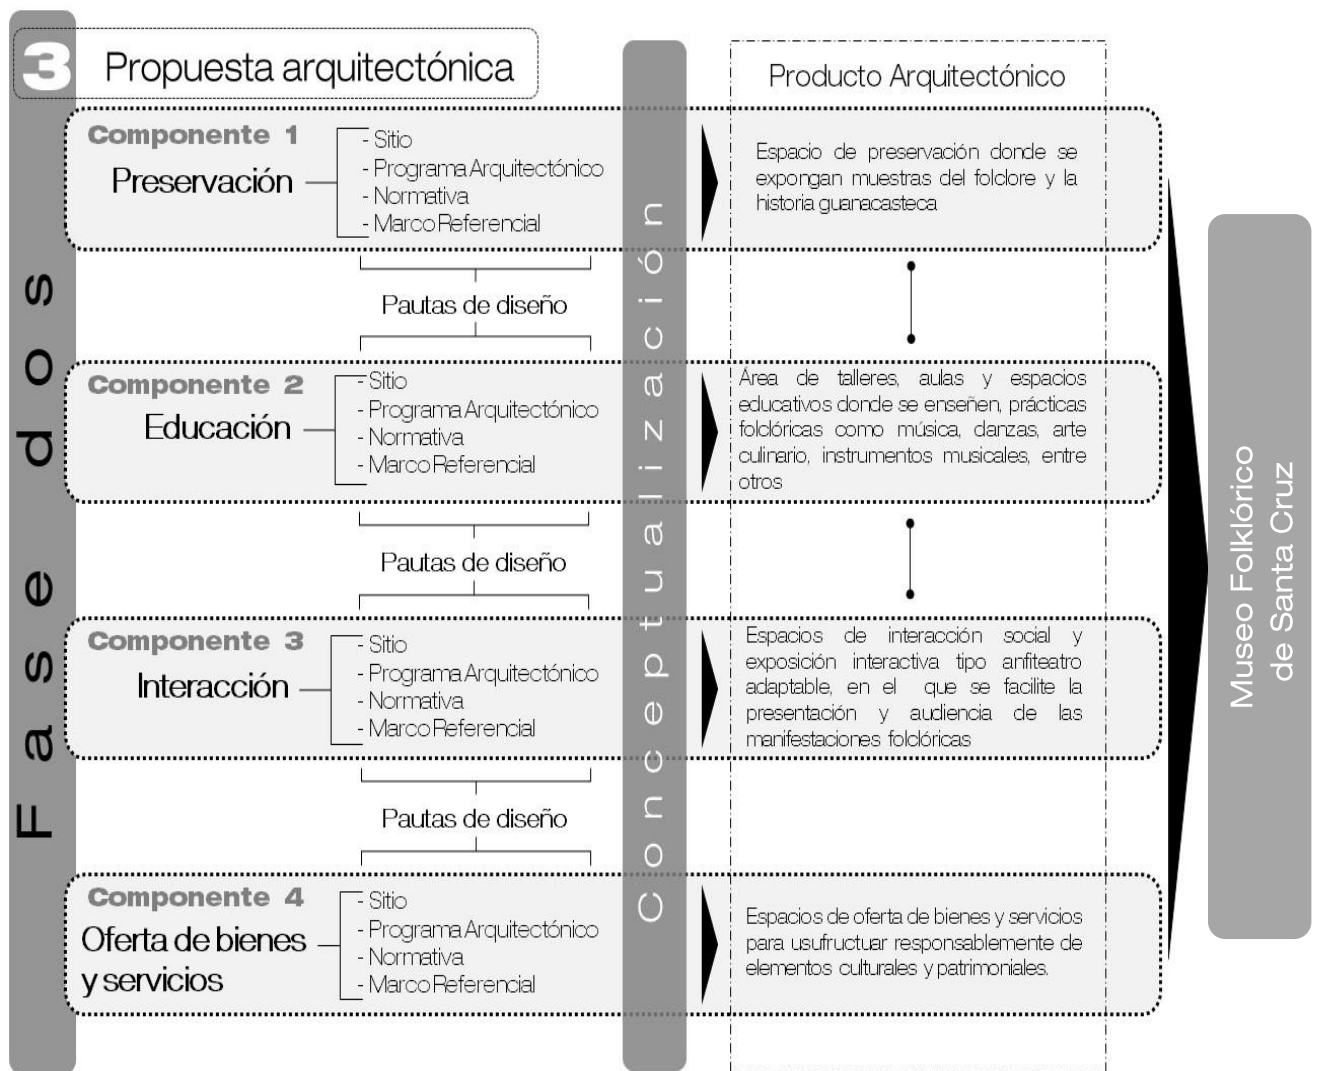 3 Propuesta arquitectónica
Fase dos
Conceptualización
Producto Arquitectónico
Componente 1
Preservación
- Sitio
- Programa Arquitectónico
- Normativa
- Marco Referencial
Espacio de preservación donde se
expongan muestras del folclore y la
historia guanacasteca
Pautas de diseño
Componente 2
Educación
- Sitio
- Programa Arquitectónico
- Normativa
- Marco Referencial
Área de talleres, aulas y espacios
educativos donde se enseñen, prácticas
folclóricas como música, danzas, arte
culinario, instrumentos musicales, entre
otros
Pautas de diseño
Componente 3
Interacción
- Sitio
- Programa Arquitectónico
- Normativa
- Marco Referencial
Espacios de interacción social y
exposición interactiva tipo anfiteatro
adaptable, en el que se facilite la
presentación y audiencia de las
manifestaciones folclóricas
Pautas de diseño
Componente 4
Oferta de bienes
y servicios
- Sitio
- Programa Arquitectónico
- Normativa
- Marco Referencial
Espacios de oferta de bienes y servicios
para usufructuar responsablemente de
elementos culturales y patrimoniales.
Museo Folklórico
de Santa Cruz